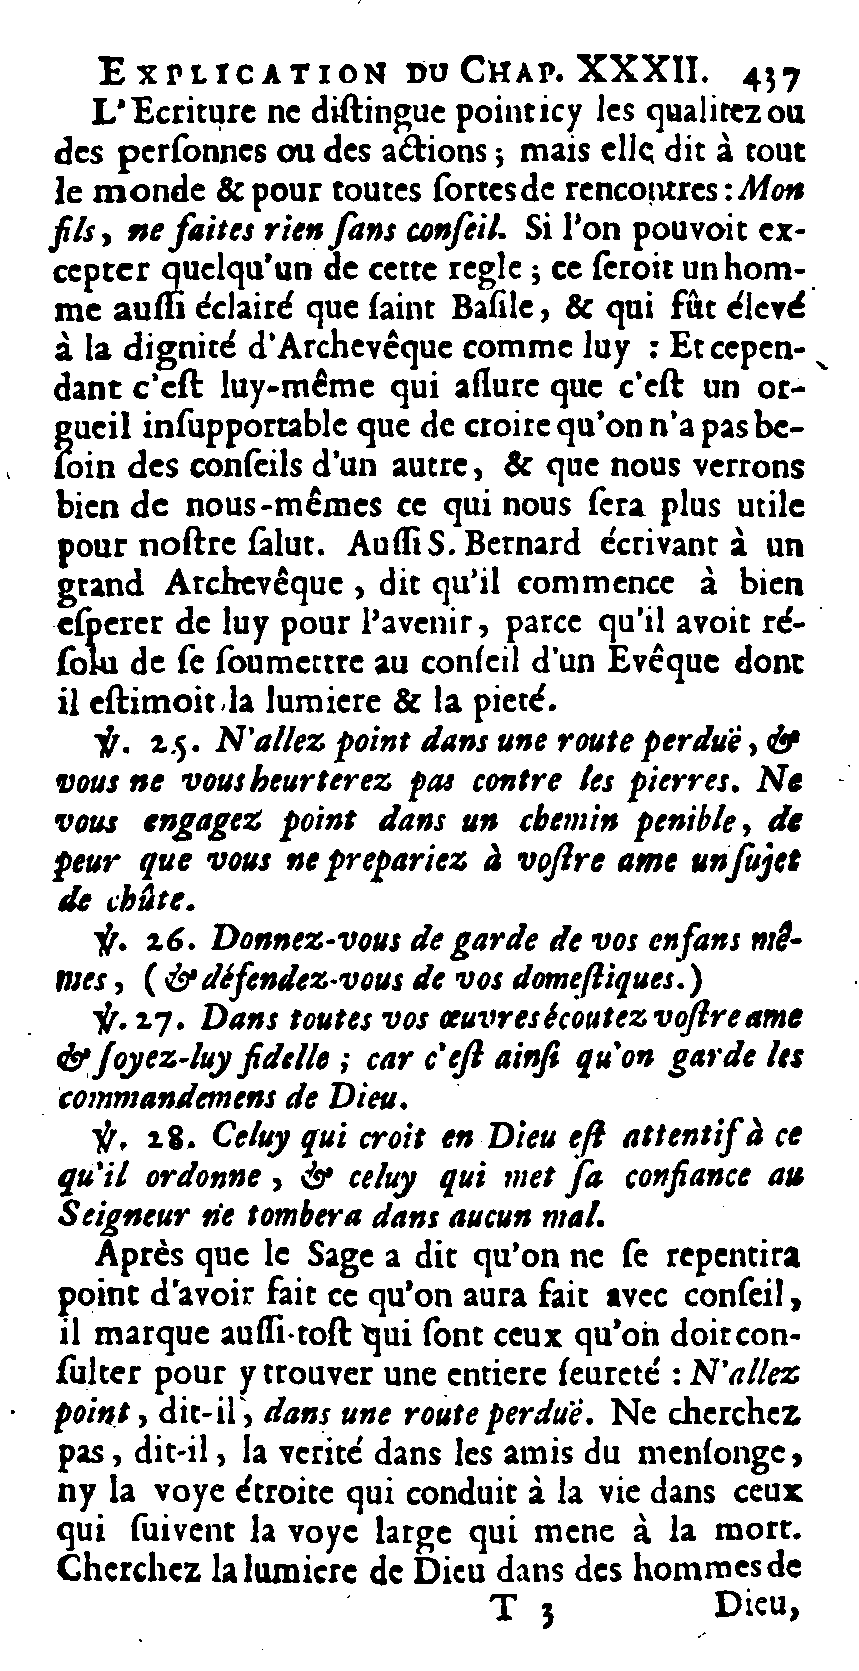 EXPLICATION DU CHAP. XXXII. 437
L'Ecriture ne diſtingue point icy les qualitez ou
des perſonnes ou des actions ; mais elle dit à tout
le monde & pour toutes ſortes de rencontres : Mon
fils, ne faites rien ſans conſeil. Si l'on pouvoit ex-
cepter quelqu'un de cette regle ; ce ſeroit un hom-
me auſſi éclairé que ſaint Baſile, & qui fût élevé
à la dignité d'Archevêque comme luy : Et cepen-
dant c'eſt luy-même qui aſſure que c'eſt un or-
gueil inſupportable que de croire qu'on n'a pas be-
ſoin des conſeils d'un autre, & que nous verrons
bien de nous-mêmes ce qui nous ſera plus utile
pour noſtre ſalut. Auſſi S. Bernard écrivant à un
grand Archevêque, dit qu'il commence à bien
eſperer de luy pour l'avenir, parce qu'il avoit ré-
ſolu de ſe ſoumettre au conſeil d'un Evêque dont
il eſtimoit la lumiere & la pieté.
℣. 25. N'allez point dans une route perduë, &
vous ne vous heurterez pas contre les pierres. Ne
vous engagez point dans un chemin penible, de
peur que vous ne prepariez à voſtre ame un ſujet
de chûte.
℣. 26. Donnez-vous de garde de vos enfans mê-
mes, (& défendez-vous de vos domeſtiques.)
℣. 27. Dans toutes vos œuvres écoutez voſtre ame
& ſoyez-luy fidelle ; car c'eſt ainſi qu'on garde les
commandemens de Dieu.
℣. 28. Celuy qui croit en Dieu eſt attentif à ce
qu'il ordonne, & celuy qui met ſa confiance au
Seigneur ne tombera dans aucun mal.
Après que le Sage a dit qu'on ne ſe repentira
point d'avoir fait ce qu'on aura fait avec conſeil,
il marque auſſi-toſt qui ſont ceux qu'on doit con-
ſulter pour y trouver une entiere ſeureté : N'allez
point, dit-il, dans une route perduë. Ne cherchez
pas, dit-il, la verité dans les amis du menſonge,
ny la voye étroite qui conduit à la vie dans ceux
qui ſuivent la voye large qui mene à la mort.
Cherchez la lumiere de Dieu dans des hommes de
T 3 Dieu,